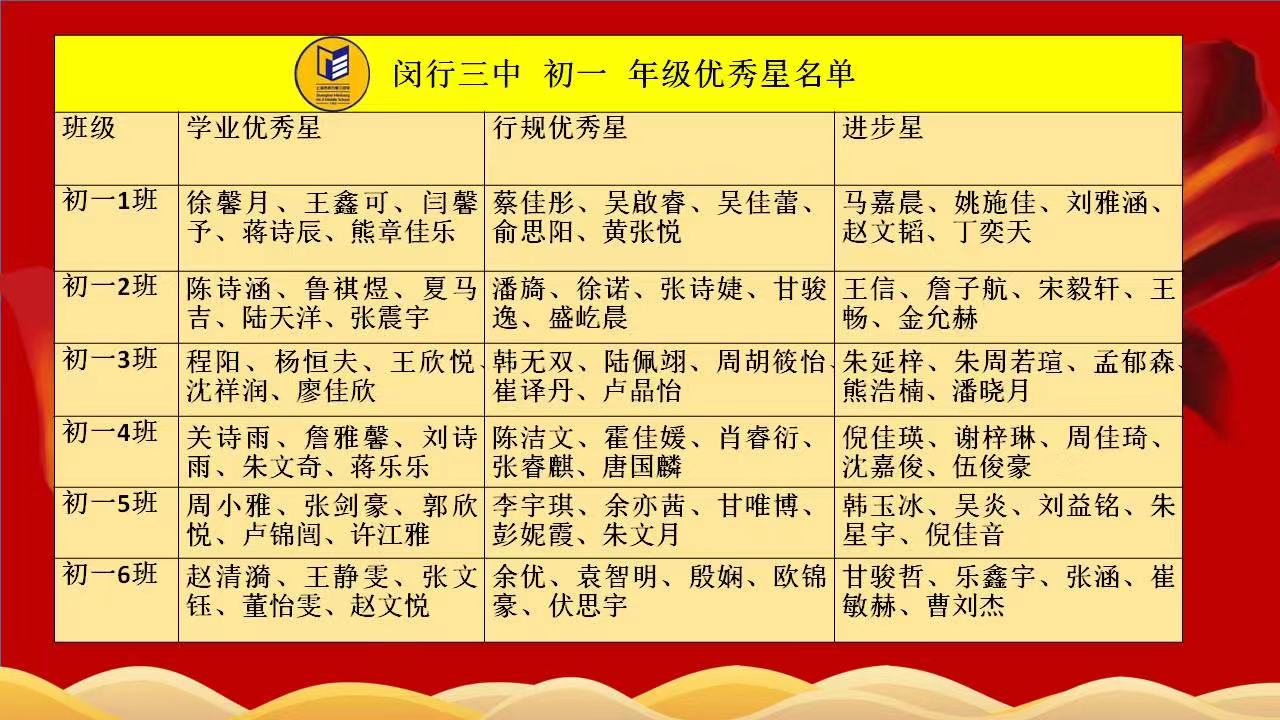 闵行三中 初一 年级优秀星名单
班级
学业优秀星
行规优秀星
进步星
初一1班
徐馨月、王鑫可、闫馨
予、蒋诗辰、熊章佳乐
蔡佳彤、吴啟睿、吴佳蕾、
俞思阳、黄张悦
马嘉晨、姚施佳、刘雅涵、
赵文韬、丁奕天
初一2班
陈诗涵、鲁祺煜、夏马
吉、陆天洋、张震宇
潘旖、徐诺、张诗婕、甘骏
逸、盛屹晨
王信、詹子航、宋毅轩、王
畅、金允赫
初一3班
程阳、杨恒夫、王欣悦、
沈祥润、廖佳欣
韩无双、陆佩翊、周胡筱怡、
崔译丹、卢品怡
朱延梓、朱周若瑄、孟郁森、
熊浩楠、潘晓月
初一4班
关诗雨、詹雅馨、刘诗
雨、朱文奇、蒋乐乐
陈洁文、霍佳媛、肖睿衍、
张睿麒、唐国麟
倪佳瑛、谢梓琳、周佳琦、
沈嘉俊、伍俊豪
初一5班
周小雅、张剑豪、郭欣
悦、卢锦闿、许江雅
李宇琪、余亦茜、甘唯博、
彭妮霞、朱文月
韩玉冰、吴炎、刘益铭、朱
星宇、倪佳音
初一6班
赵清漪、王静雯、张文
钰、董怡雯、赵文悦
余优、袁智明、殷娴、欧锦
豪、伏思宇
甘骏哲、乐鑫宇、张涵、崔
敏赫、曹刘杰